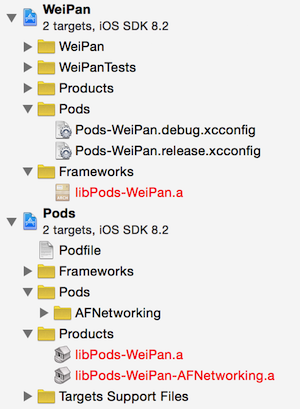 WeiPan
2 targets, iOS SDK 8.2
WeiPan
WeiPanTests
Products
Pods
Pods-WeiPan.debug.xcconfig
Pods-WeiPan.release.xcconfig
Frameworks
libPods-WeiPan.a
Pods
2 targets, iOS SDK 8.2
Podfile
Frameworks
Pods
AFNetworking
Products
libPods-WeiPan.a
libPods-WeiPan-AFNetworking.a
Targets Support Files